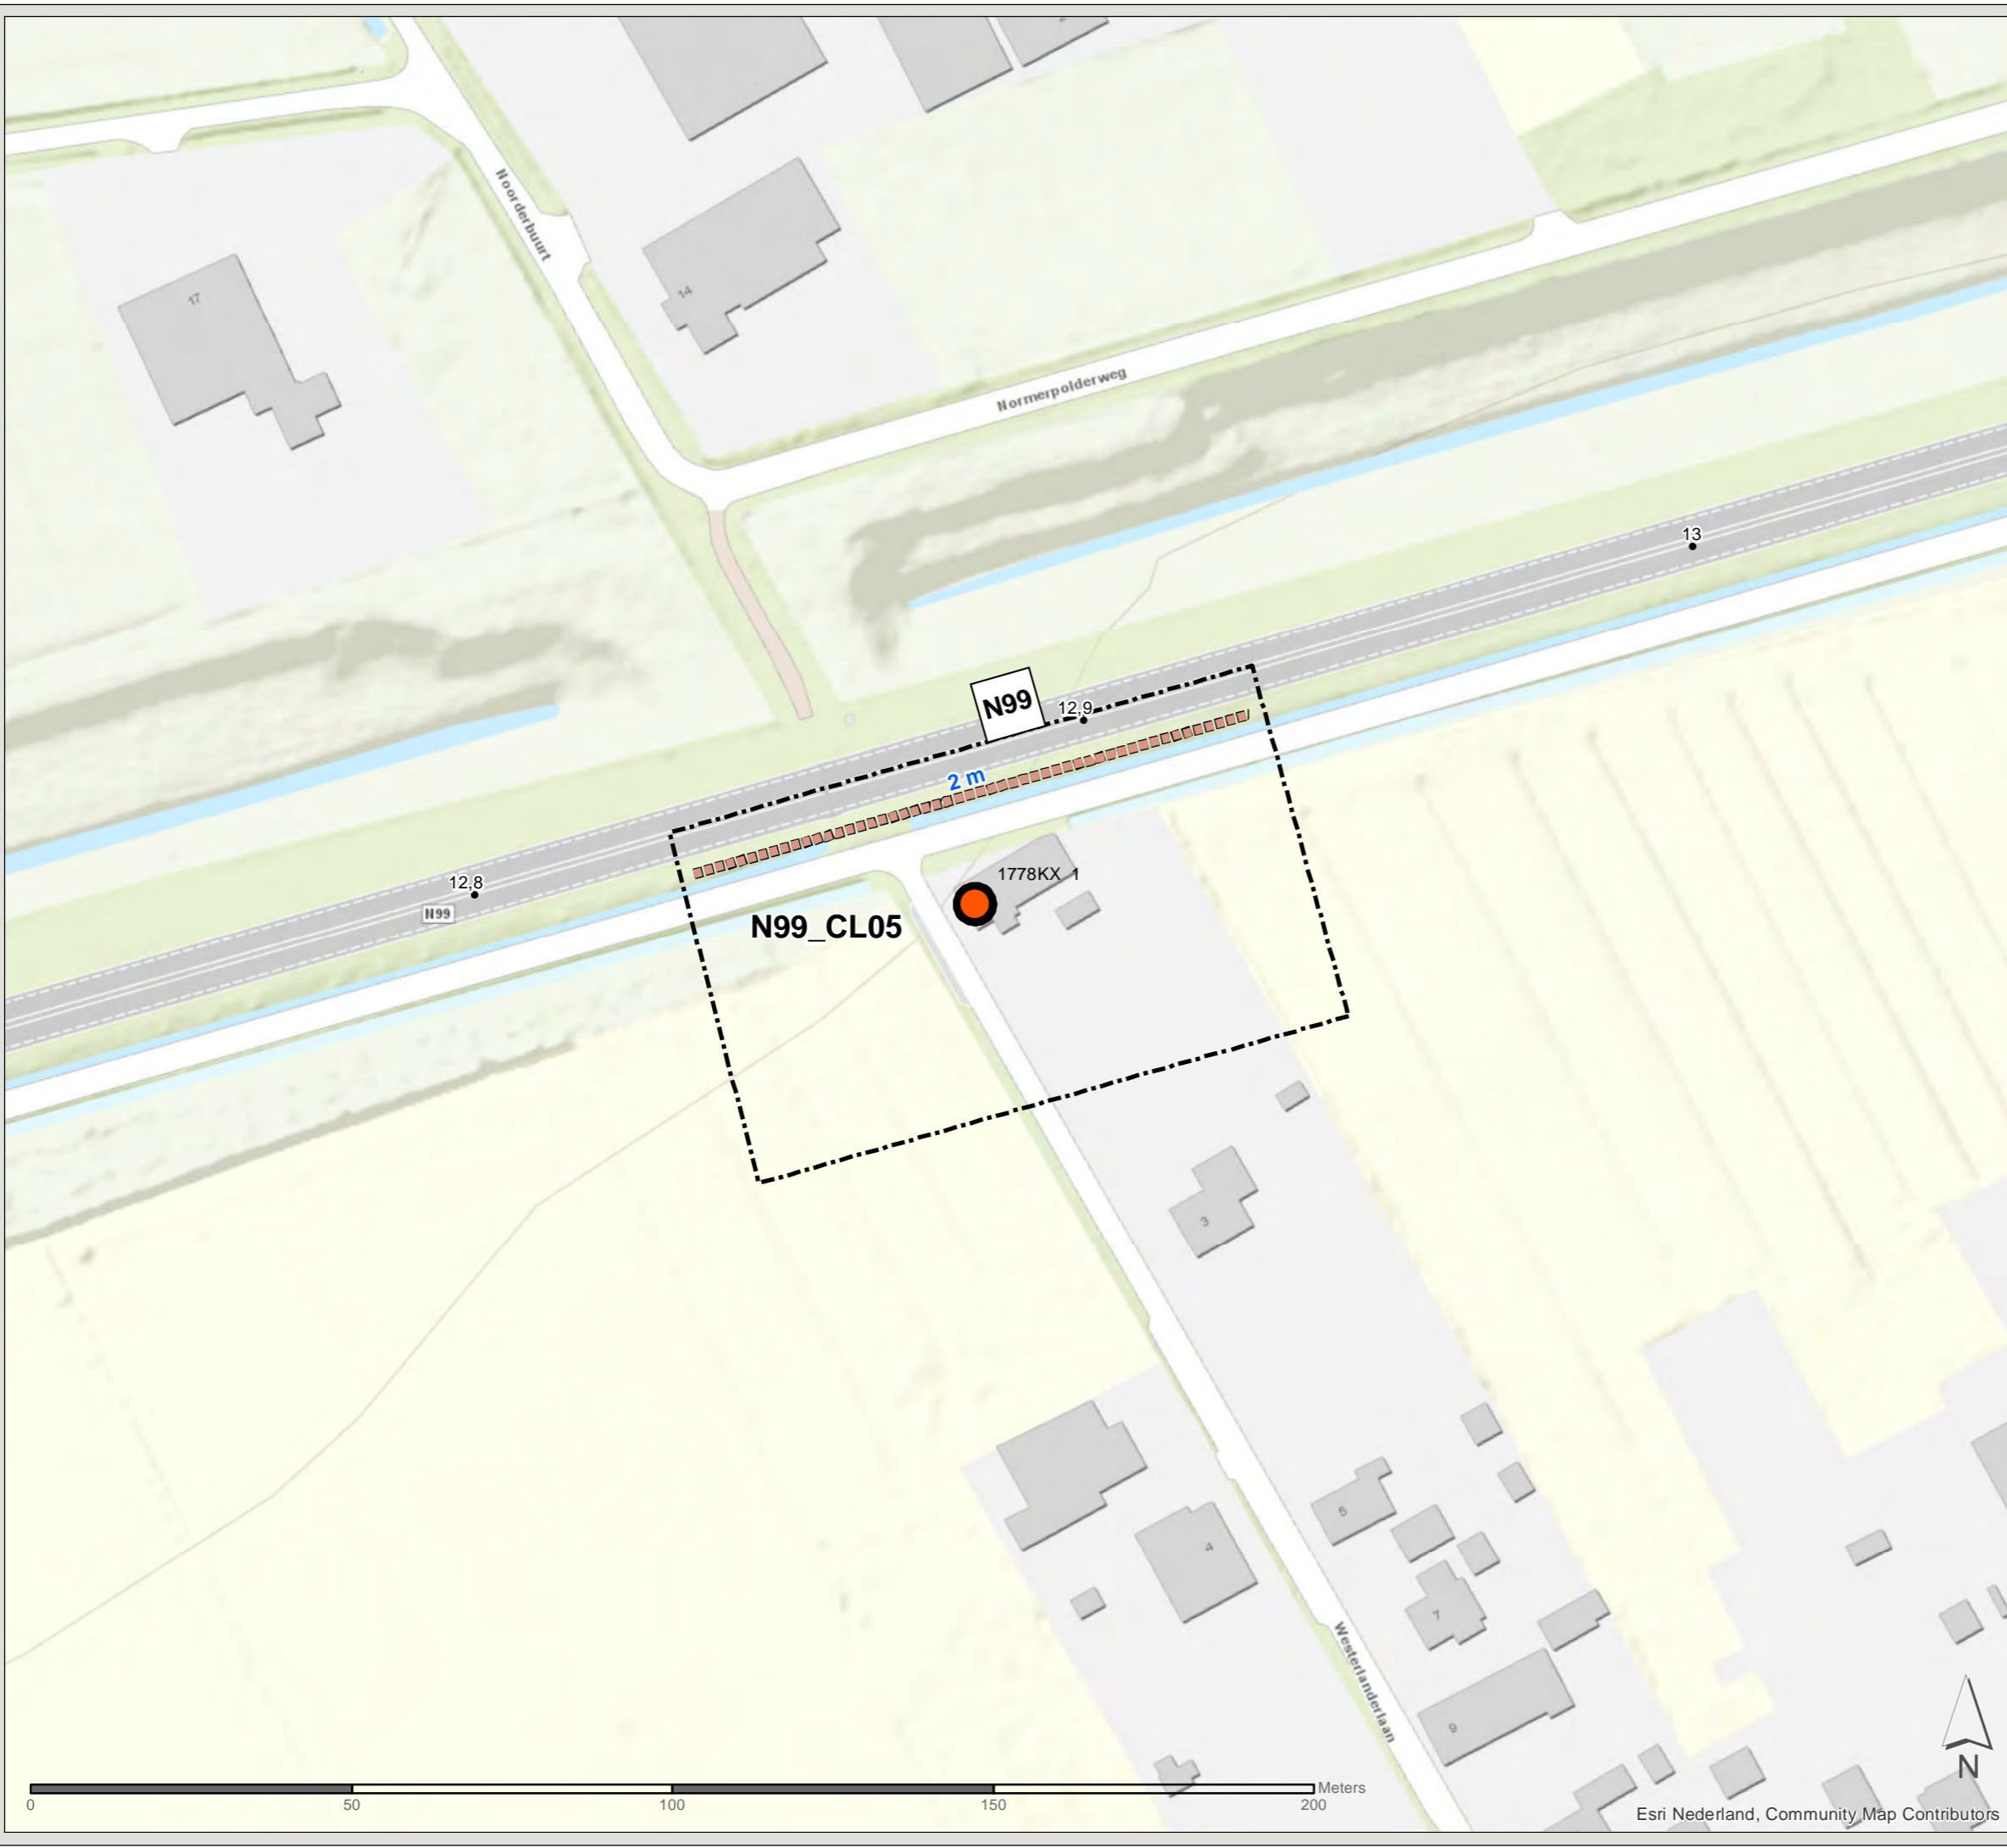 Noorderbuurt
17
14
Normerpolderweg
13
N99
12,9
2 m
12,8
N99
1778KX_1
N99_CL05
3
5
4
7
Westerlanderlaan
9
N
Meters
0
50
100
150
200
Esri Nederland, Community Map Contributors